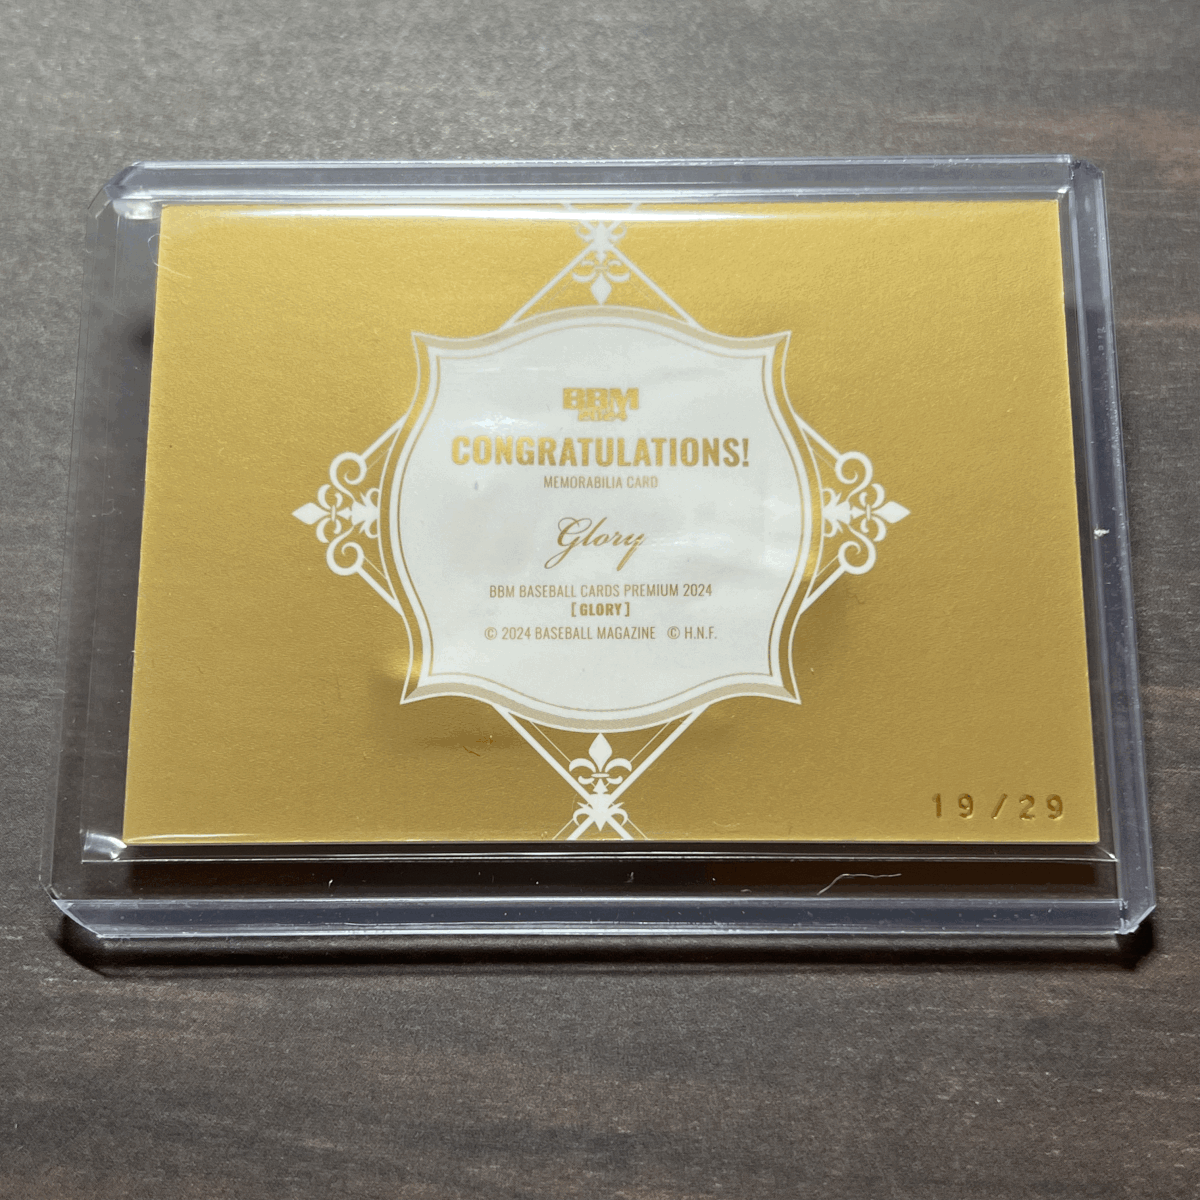 BBM
2024
CONGRATULATIONS!
MEMORABILIA CARD
Glory
BBM BASEBALL CARDS PREMIUM 2024
[GLORY]
© 2024 BASEBALL MAGAZINE © H.N.F.
19/29